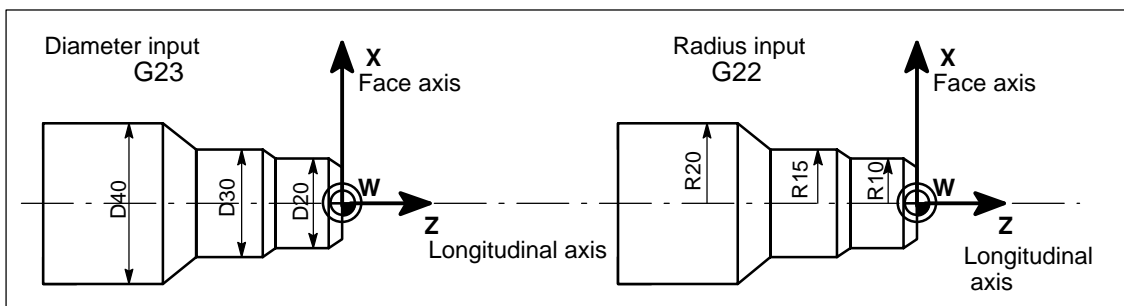 Diameter input
G23
X
Face axis
D40
D30
D20
W
Z
Longitudinal axis
Radius input
G22
X
Face axis
R20
R15
R10
W
Z
Longitudinal
axis